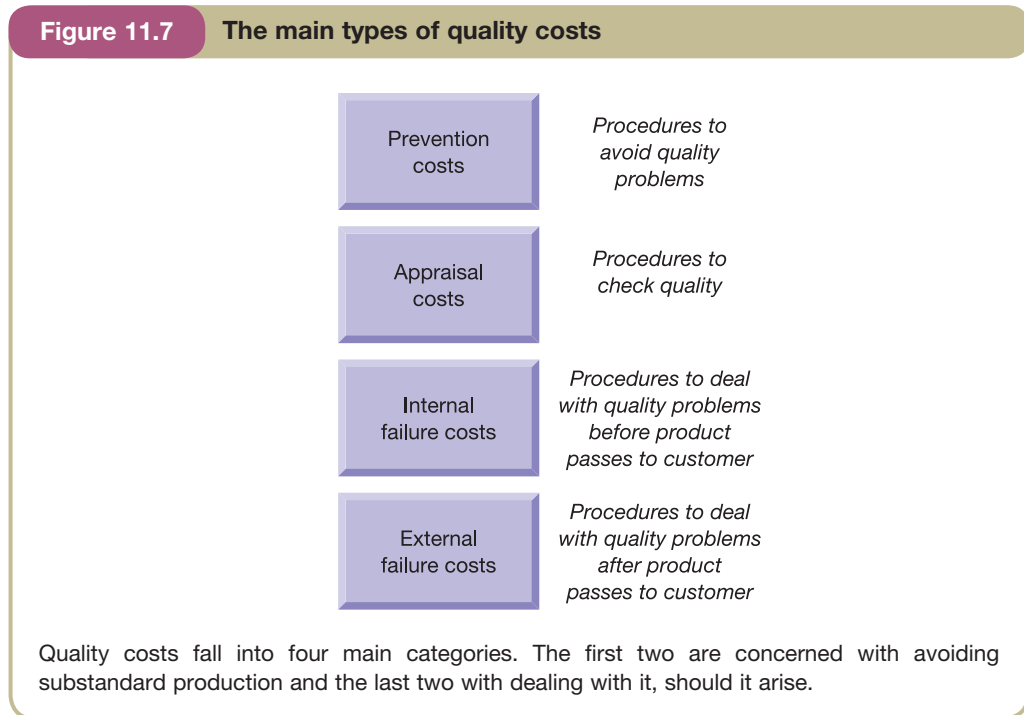 Figure 11.7 The main types of quality costs
Prevention
costs
Procedures to
avoid quality
problems
Appraisal
costs
Procedures to
check quality
Internal
failure costs
Procedures to deal
with quality problems
before product
passes to customer
External
failure costs
Procedures to deal
with quality problems
after product
passes to customer
Quality costs fall into four main categories. The first two are concerned with avoiding
substandard production and the last two with dealing with it, should it arise.